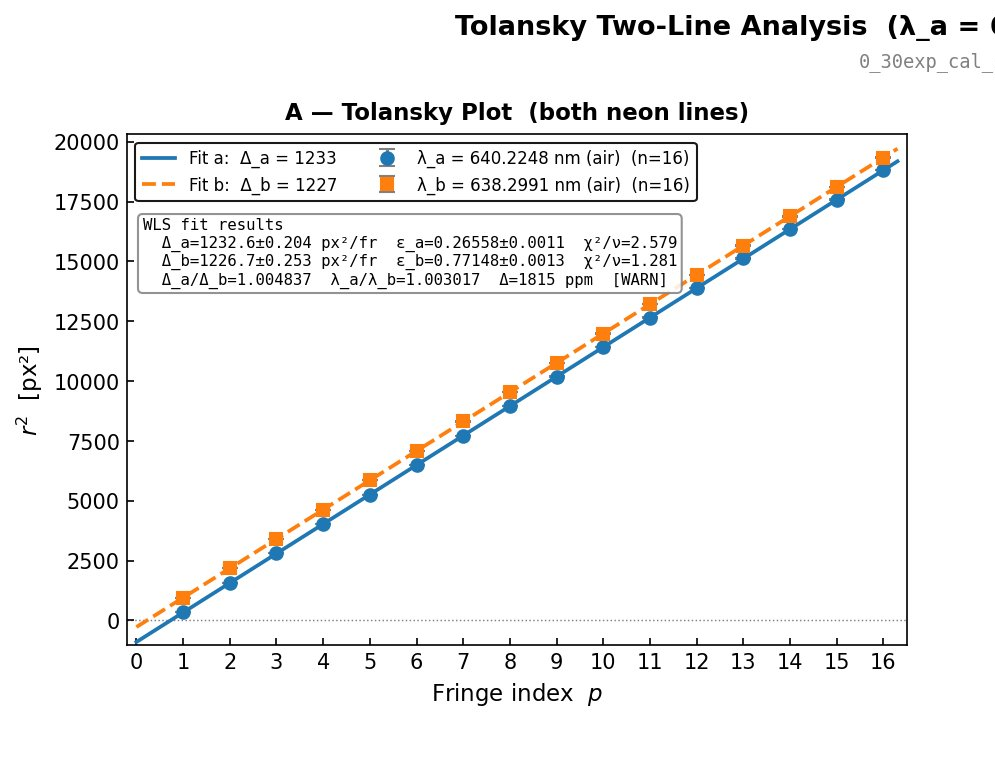 Tolansky Two-Line Analysis (λ_a =
0_30exp_cal_
A — Tolansky Plot (both neon lines)
Fit a: Δ_a = 1233
Fit b: Δ_b = 1227
λ_a = 640.2248 nm (air) (n=16)
λ_b = 638.2991 nm (air) (n=16)
WLS fit results
Δ_a=1232.6±0.204 px²/fr ε_a=0.26558±0.0011 χ²/ν=2.579
Δ_b=1226.7±0.253 px²/fr ε_b=0.77148±0.0013 χ²/ν=1.281
Δ_a/Δ_b=1.004837 λ_a/λ_b=1.003017 Δ=1815 ppm [WARN]
r² [px²]
20000
17500
15000
12500
10000
7500
5000
2500
0
0 1 2 3 4 5 6 7 8 9 10 11 12 13 14 15 16
Fringe index p